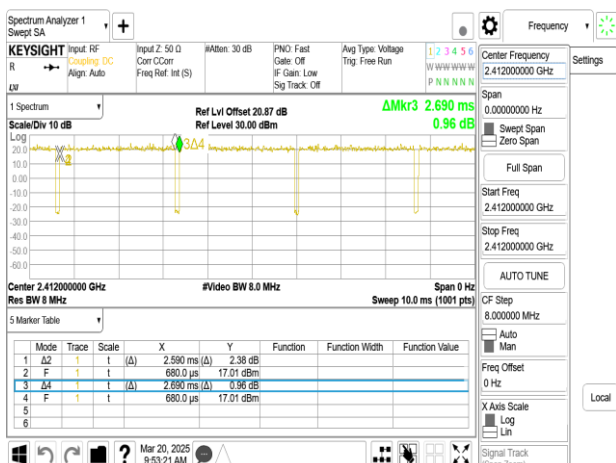 Spectrum Analyzer 1
Swept SA
+
Frequency
KEYSIGHT
R
Input: RF
Coupling: DC
Align: Auto
Input Z: 50 Ω
Corr CCorr
Freq Ref: Int (S)
#Atten: 30 dB
PNO: Fast
Gate: Off
IF Gain: Low
Sig Track: Off
Avg Type: Voltage
Trig: Free Run
1 2 3 4 5 6
W W W W W W
P N N N N N
Settings
Center Frequency
2.412000000 GHz
Span
0.00000000 Hz
Swept Span
Zero Span
Full Span
Start Freq
2.412000000 GHz
Stop Freq
2.412000000 GHz
AUTO TUNE
CF Step
8.000000 MHz
Auto
Man
Freq Offset
0 Hz
X Axis Scale
Log
Lin
Signal Track
Local
1 Spectrum
Scale/Div 10 dB
Ref Lvl Offset 20.87 dB
Ref Level 30.00 dBm
ΔMkr3 2.690 ms
0.96 dB
Log
20.0
10.0
0.00
-10.0
-20.0
-30.0
-40.0
-50.0
-60.0
2
3Δ4
Center 2.412000000 GHz
Res BW 8 MHz
#Video BW 8.0 MHz
Span 0 Hz
Sweep 10.0 ms (1001 pts)
5 Marker Table
Mode Trace Scale X Y Function Function Width Function Value
1 Δ2 1 t (Δ) 2.590 ms (Δ) 2.38 dB
2 F 1 t 680.0 µs 17.01 dBm
3 Δ4 1 t (Δ) 2.690 ms (Δ) 0.96 dB
4 F 1 t 680.0 µs 17.01 dBm
5
6
?
Mar 20, 2025
9:53:21 AM